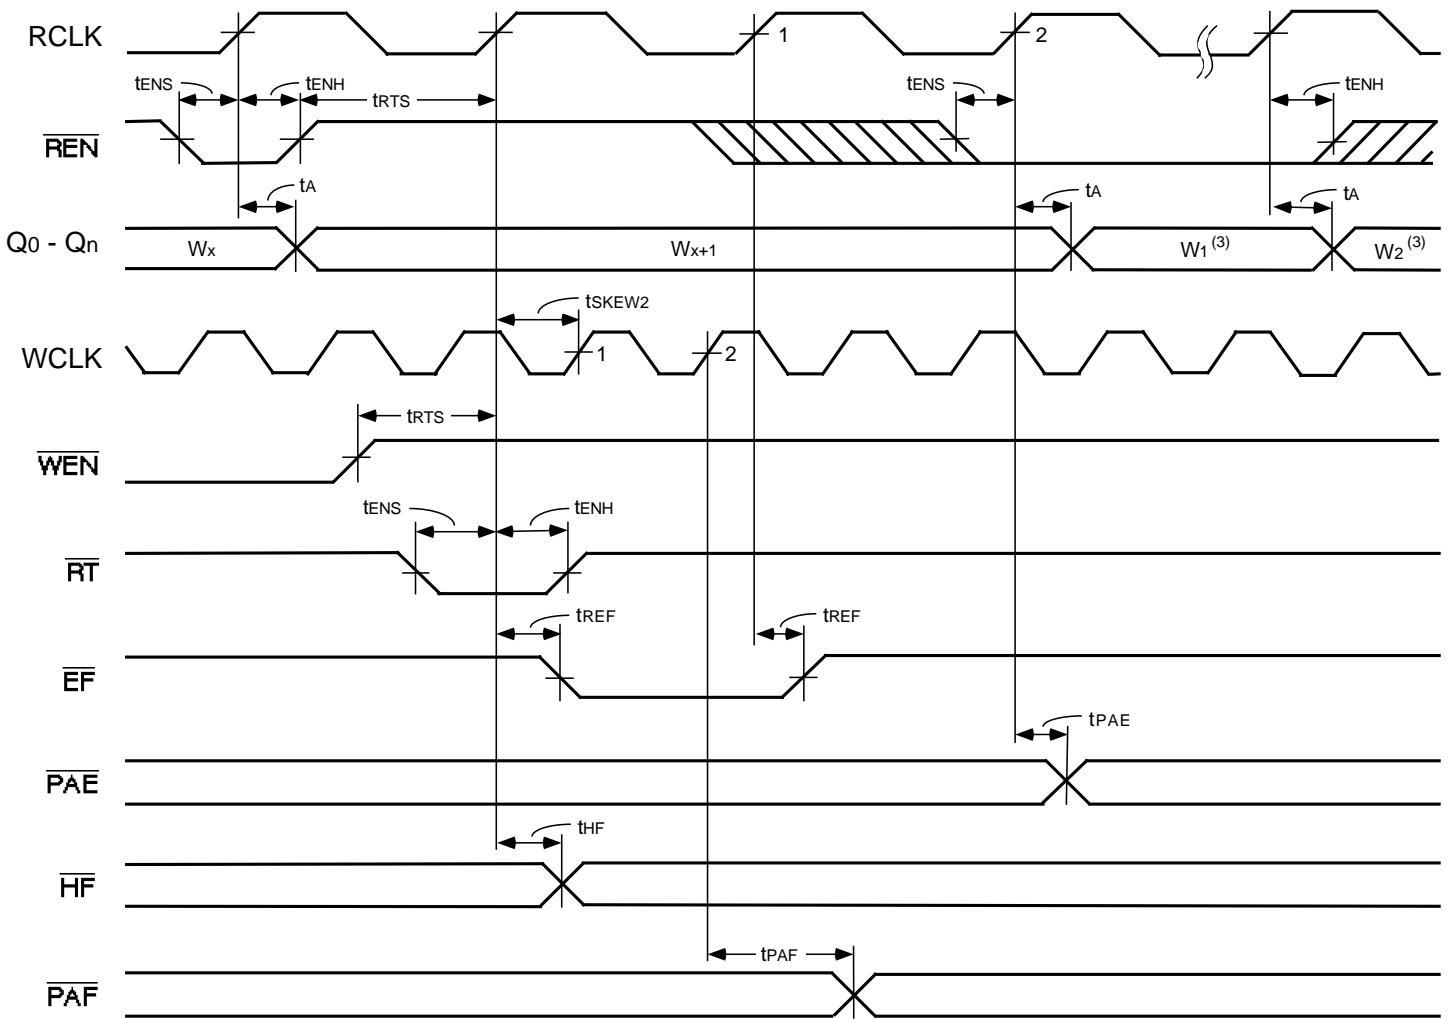 RCLK 1 2
tENS tENH tRTS tENS tENH
REN
tA tA tA
Q0 - Qn Wx Wx+1 W1(3) W2(3)
tSKEW2
WCLK 1 2
tRTS
WEN
tENS tENH
RT
tREF tREF
EF
tPAE
PAE
tHF
HF
tPAF
PAF